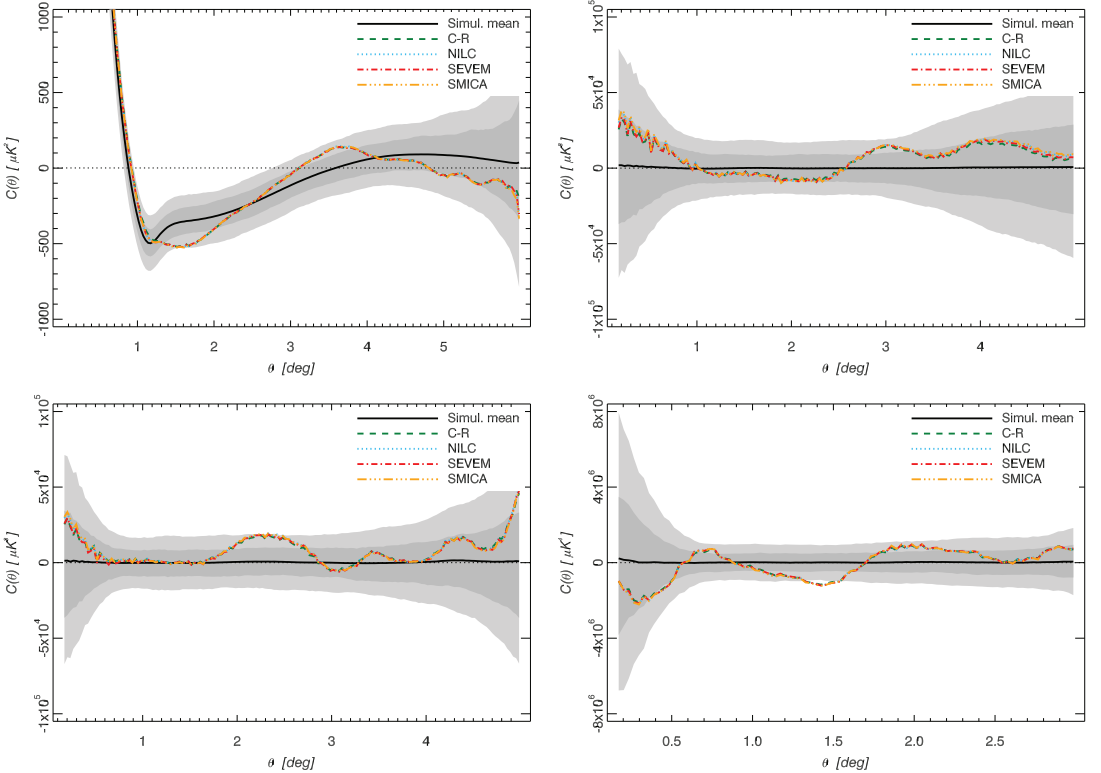 1000
500
0
-500
-1000
C(θ) [μK²]
Simul. mean
C-R
NILC
SEVEM
SMICA
1 2 3 4 5
θ [deg]
1x10⁵
5x10⁴
0
-5x10⁴
-1x10⁵
C(θ) [μK³]
Simul. mean
C-R
NILC
SEVEM
SMICA
1 2 3 4
θ [deg]
1x10⁵
5x10⁴
0
-5x10⁴
-1x10⁵
C(θ) [μK³]
Simul. mean
C-R
NILC
SEVEM
SMICA
1 2 3 4
θ [deg]
8x10⁶
4x10⁶
0
-4x10⁶
-8x10⁶
C(θ) [μK⁴]
Simul. mean
C-R
NILC
SEVEM
SMICA
0.5 1.0 1.5 2.0 2.5
θ [deg]